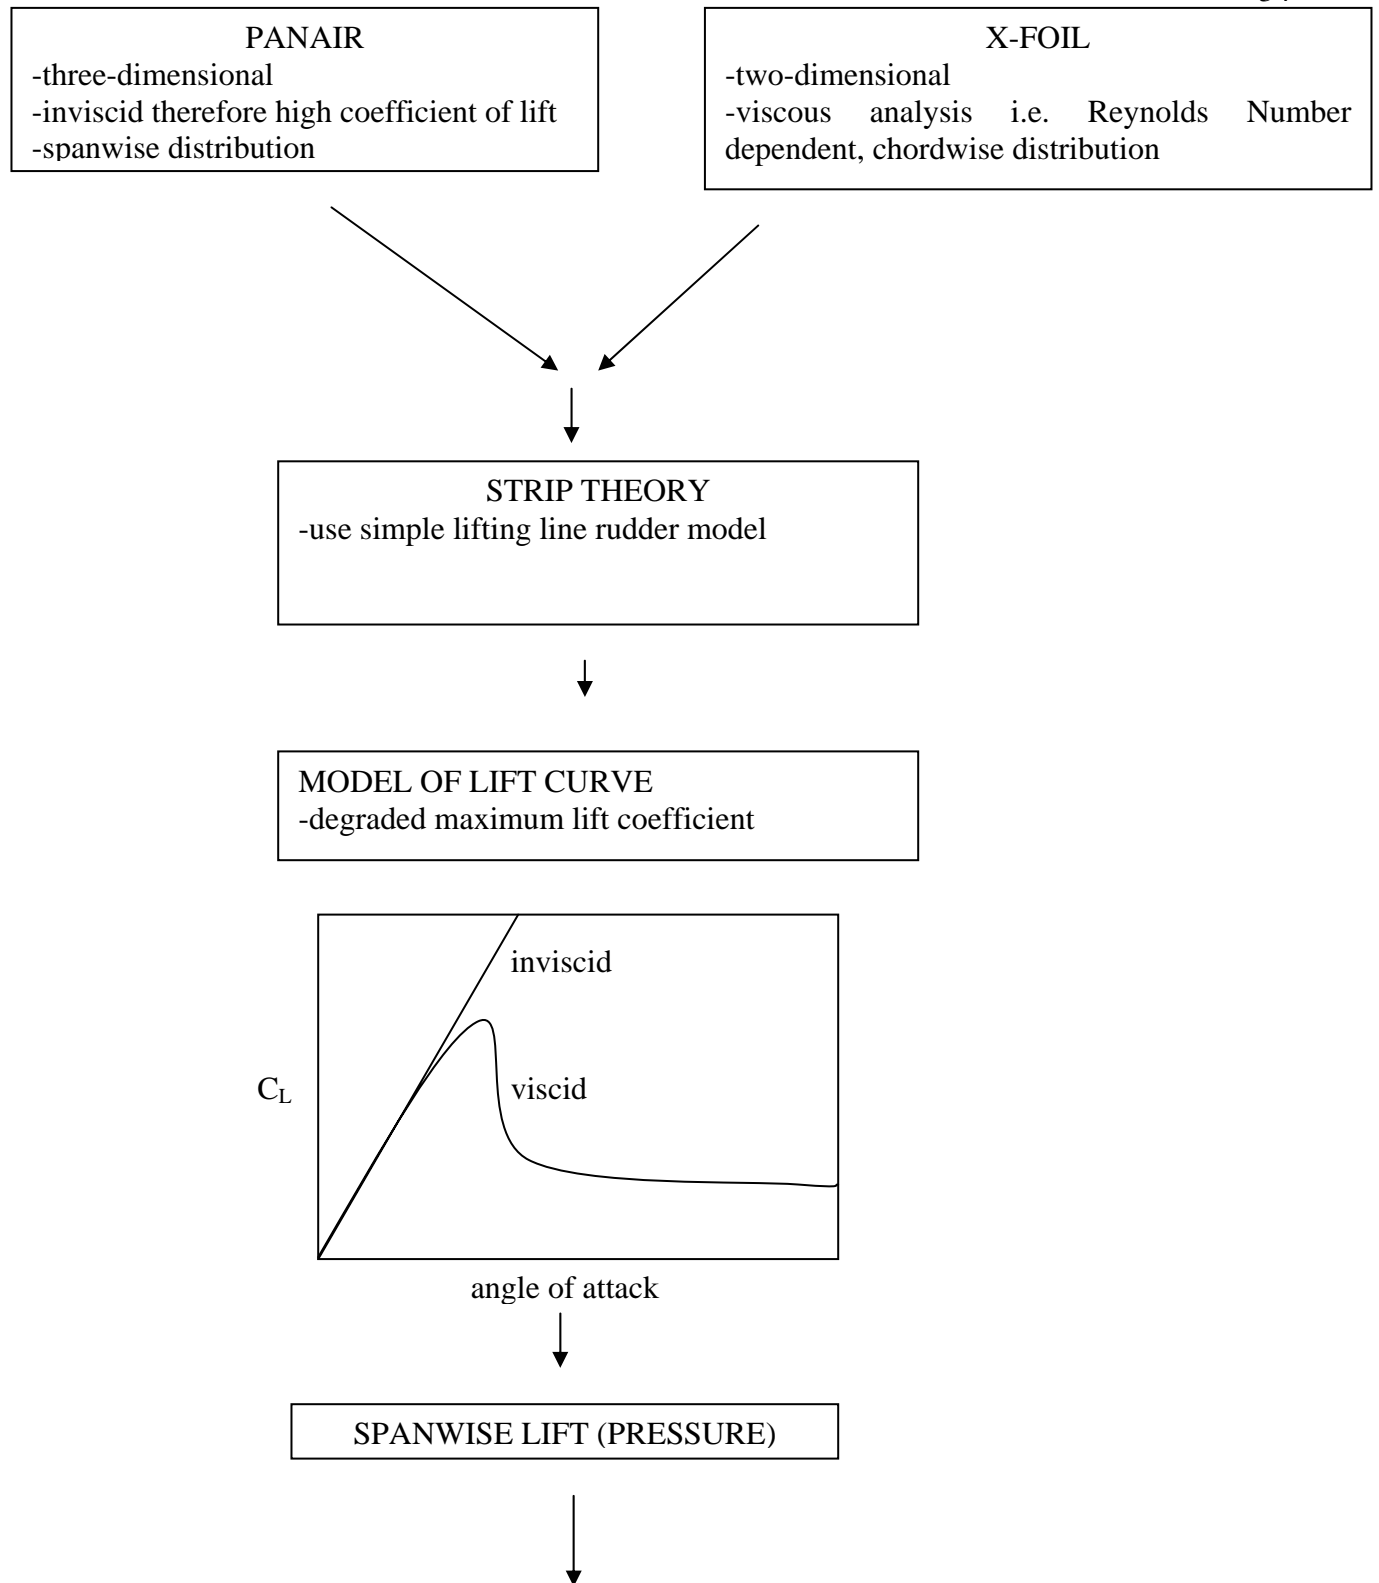 PANAIR
-three-dimensional
-inviscid therefore high coefficient of lift
-spanwise distribution
X-FOIL
-two-dimensional
-viscous analysis i.e. Reynolds Number
dependent, chordwise distribution
STRIP THEORY
-use simple lifting line rudder model
MODEL OF LIFT CURVE
-degraded maximum lift coefficient
inviscid
viscid
CL
angle of attack
SPANWISE LIFT (PRESSURE)